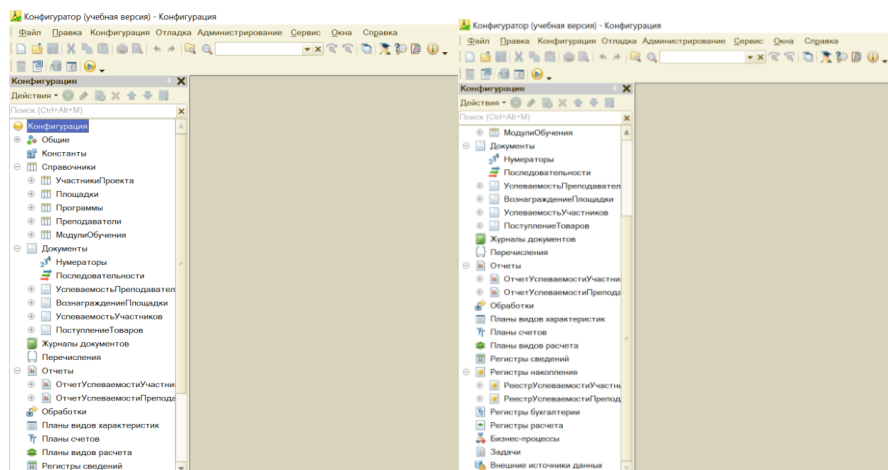 Конфигуратор (учебная версия) - Конфигурация
Файл Правка Конфигурация Отладка Администрирование Сервис Окна Справка
Конфигурация
Действия
Поиск (Ctrl+Alt+M)
Конфигурация
Общие
Константы
Справочники
УчастникиПроекта
Площадки
Программы
Преподаватели
МодулиОбучения
Документы
Нумераторы
Последовательности
УспеваемостьПреподавател
ВознаграждениеПлощадки
УспеваемостьУчастников
ПоступлениеТоваров
Журналы документов
Перечисления
Отчеты
ОтчетУспеваемостиУчастни
ОтчетУспеваемостиПрепода
Обработки
Планы видов характеристик
Планы счетов
Планы видов расчета
Регистры сведений
Конфигуратор (учебная версия) - Конфигурация
Файл Правка Конфигурация Отладка Администрирование Сервис Окна Справка
Конфигурация
Действия
Поиск (Ctrl+Alt+M)
МодулиОбучения
Документы
Нумераторы
Последовательности
УспеваемостьПреподавател
ВознаграждениеПлощадки
УспеваемостьУчастников
ПоступлениеТоваров
Журналы документов
Перечисления
Отчеты
ОтчетУспеваемостиУчастни
ОтчетУспеваемостиПрепода
Обработки
Планы видов характеристик
Планы счетов
Планы видов расчета
Регистры сведений
Регистры накопления
РеестрУспеваемостиУчастн
РеестрУспеваемостиПрепод
Регистры бухгалтерии
Регистры расчета
Бизнес-процессы
Задачи
Внешние источники данных